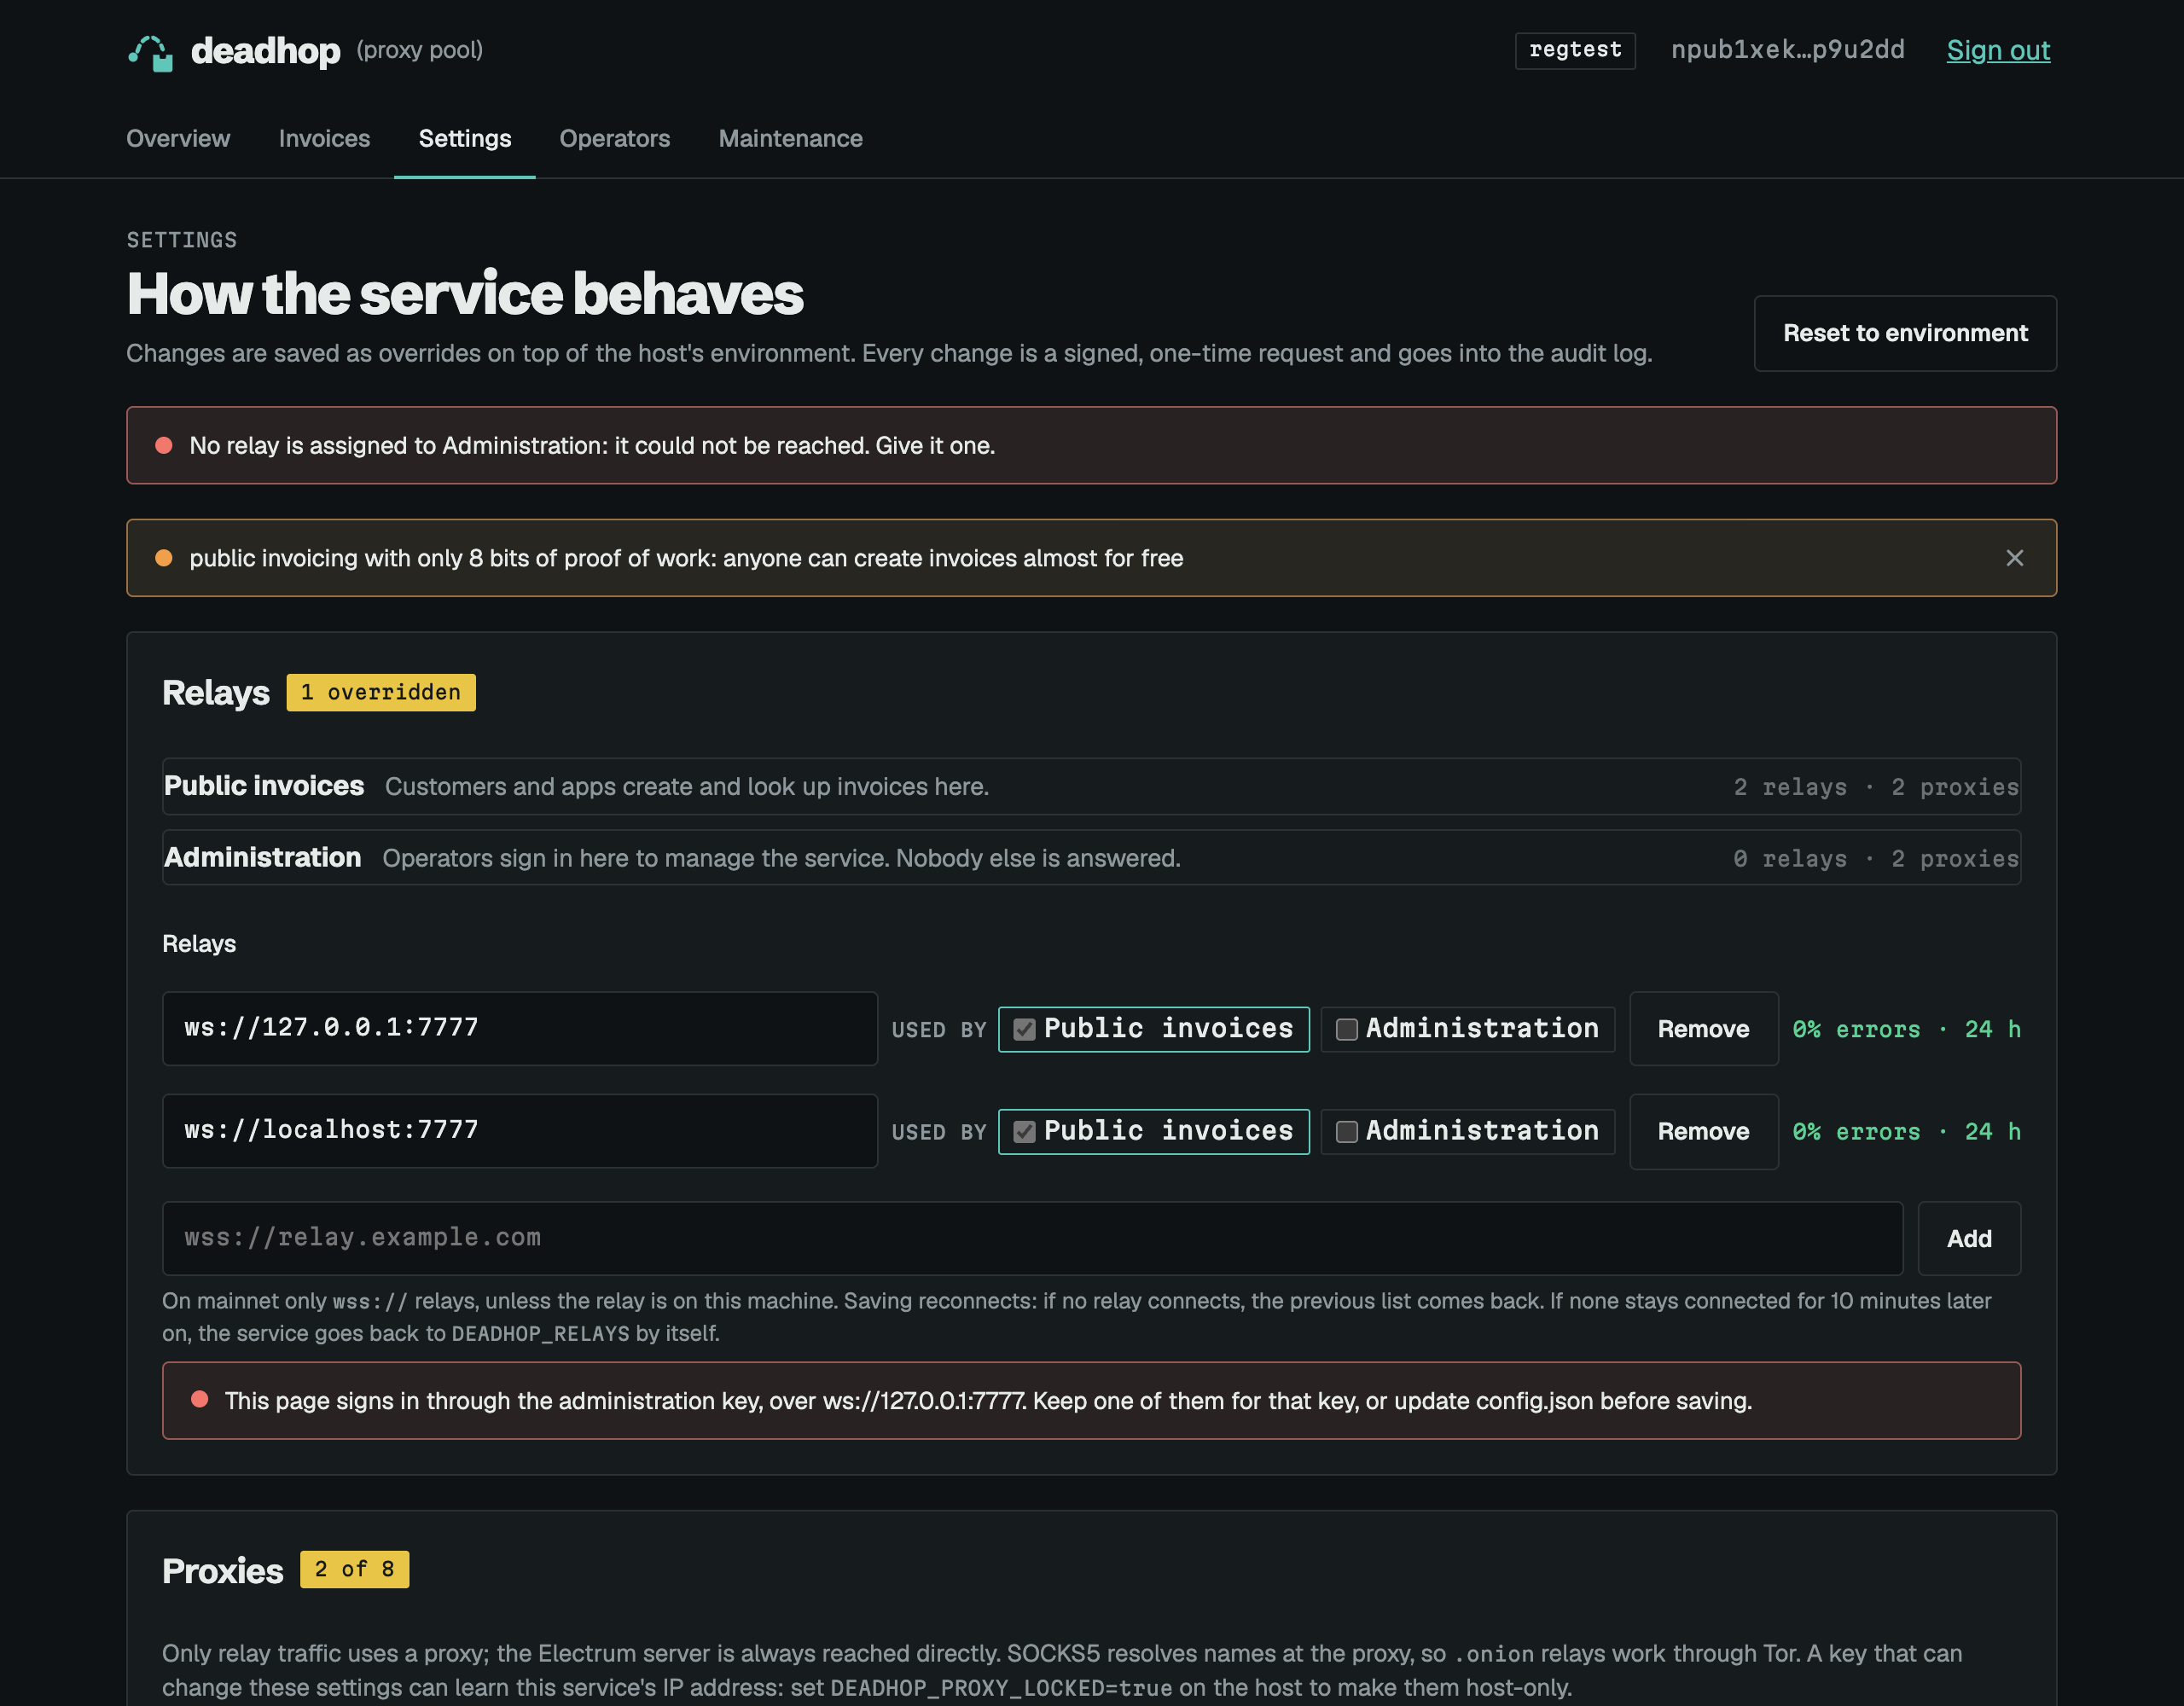 deadhop (proxy pool)
regtest npub1xek…p9u2dd Sign out
Overview Invoices Settings Operators Maintenance
SETTINGS
How the service behaves
Changes are saved as overrides on top of the host's environment. Every change is a signed, one-time request and goes into the audit log.
Reset to environment
No relay is assigned to Administration: it could not be reached. Give it one.
public invoicing with only 8 bits of proof of work: anyone can create invoices almost for free
Relays 1 overridden
Public invoices Customers and apps create and look up invoices here. 2 relays · 2 proxies
Administration Operators sign in here to manage the service. Nobody else is answered. 0 relays · 2 proxies
Relays
ws://127.0.0.1:7777 USED BY Public invoices Administration Remove 0% errors · 24 h
ws://localhost:7777 USED BY Public invoices Administration Remove 0% errors · 24 h
wss://relay.example.com Add
On mainnet only wss:// relays, unless the relay is on this machine. Saving reconnects: if no relay connects, the previous list comes back. If none stays connected for 10 minutes later
on, the service goes back to DEADHOP_RELAYS by itself.
This page signs in through the administration key, over ws://127.0.0.1:7777. Keep one of them for that key, or update config.json before saving.
Proxies 2 of 8
Only relay traffic uses a proxy; the Electrum server is always reached directly. SOCKS5 resolves names at the proxy, so .onion relays work through Tor. A key that can
change these settings can learn this service's IP address: set DEADHOP_PROXY_LOCKED=true on the host to make them host-only.